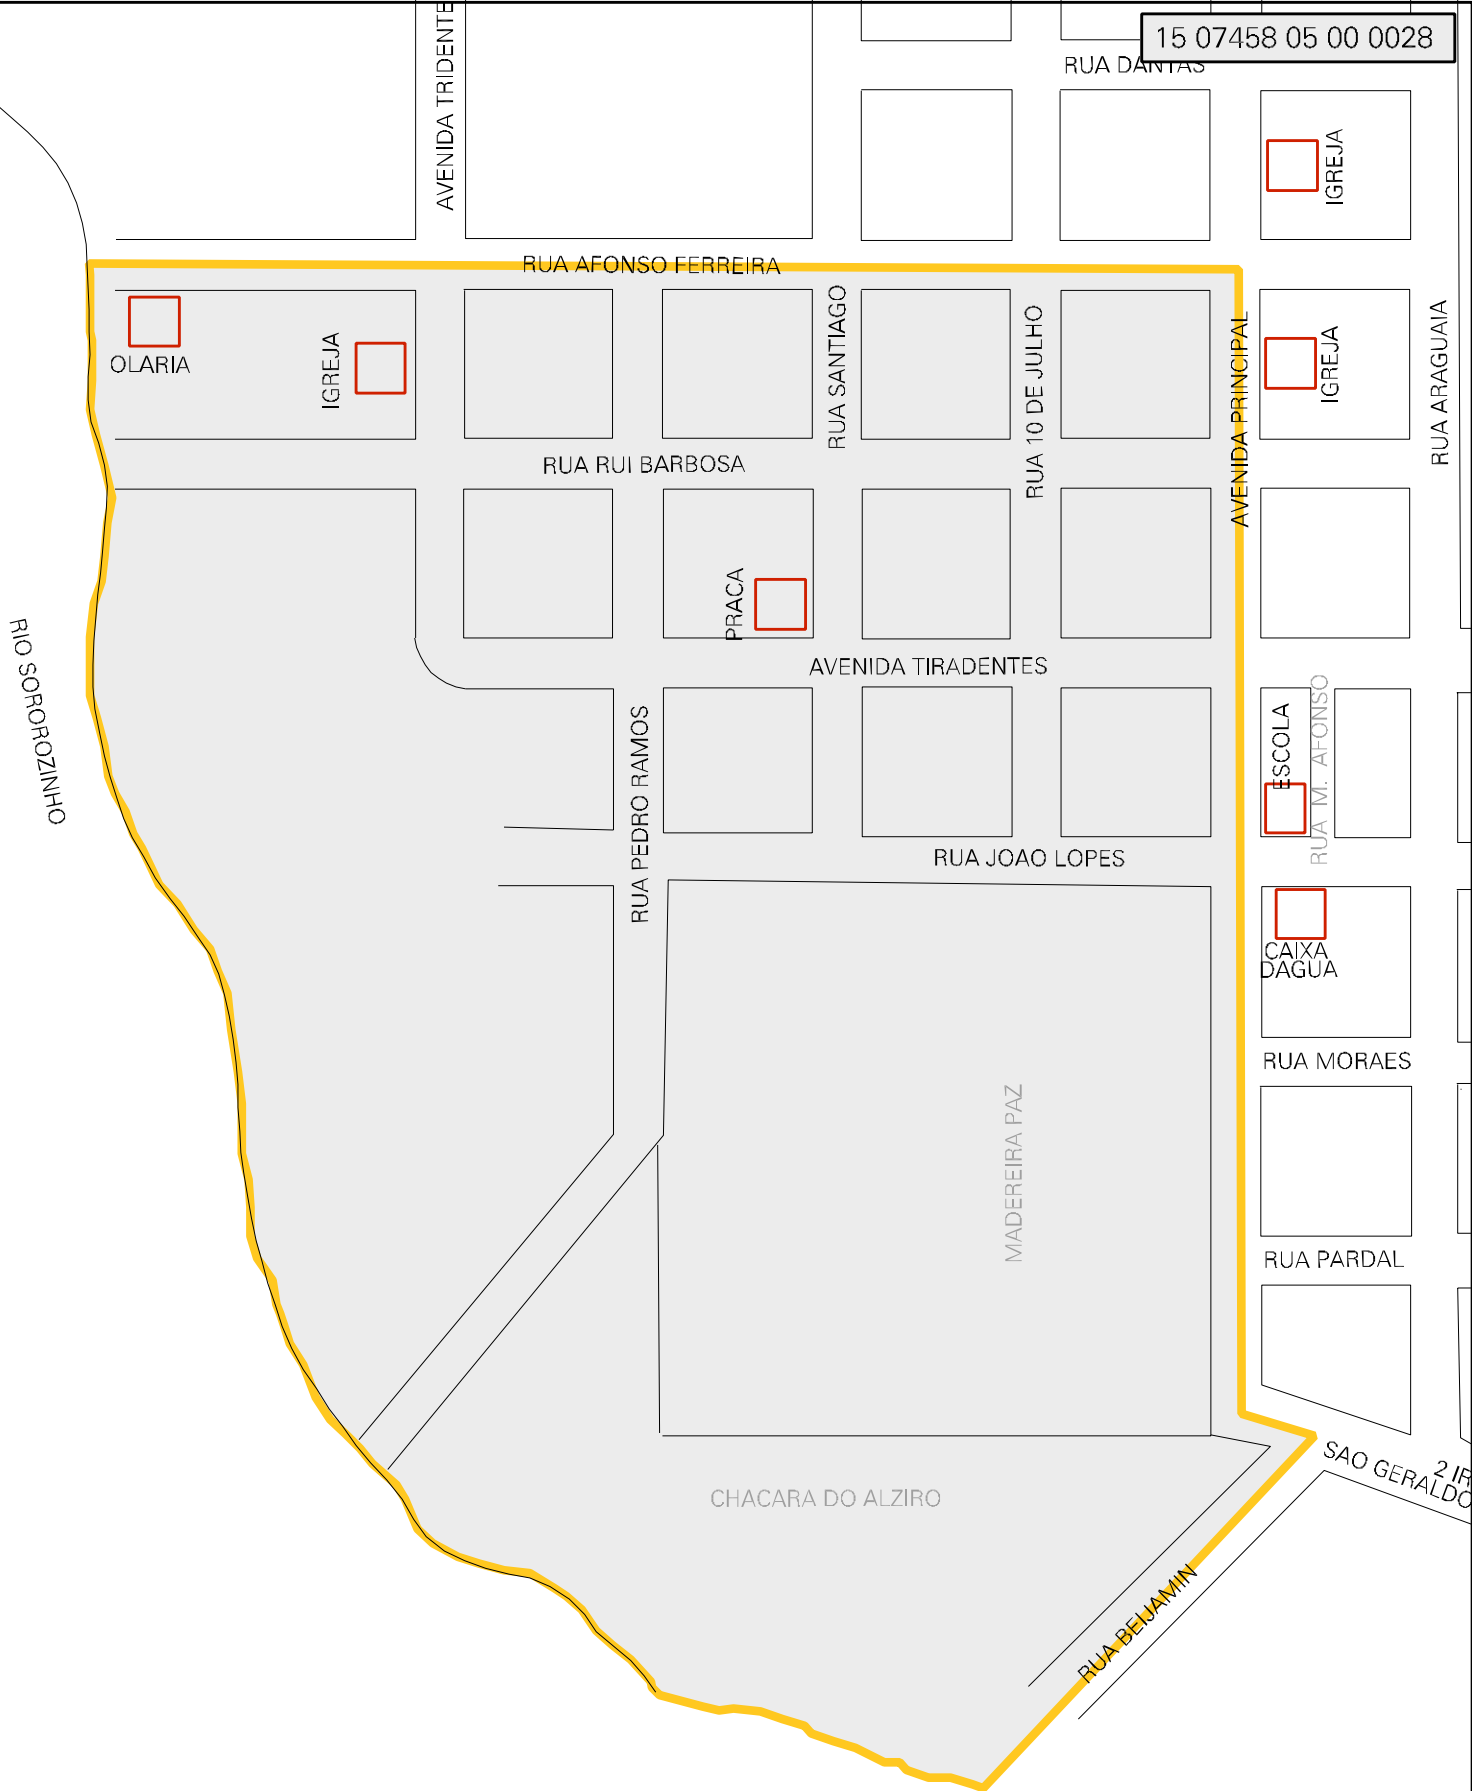 15 07458 05 00 0028
AVENIDA TRIDENTE
RUA DANTAS
IGREJA
RUA AFONSO FERREIRA
OLARIA
IGREJA
RUA SANTIAGO
RUA 10 DE JULHO
AVENIDA PRINCIPAL
IGREJA
RUA ARAGUAIA
RUA RUI BARBOSA
PRACA
RIO SOROROZINHO
AVENIDA TIRADENTES
RUA PEDRO RAMOS
ESCOLA
RUA M. AFONSO
RUA JOAO LOPES
CAIXA
DAGUA
RUA MORAES
MADEREIRA PAZ
RUA PARDAL
SAO GERALDO
2 IR
CHACARA DO ALZIRO
RUA BEIJAMIN